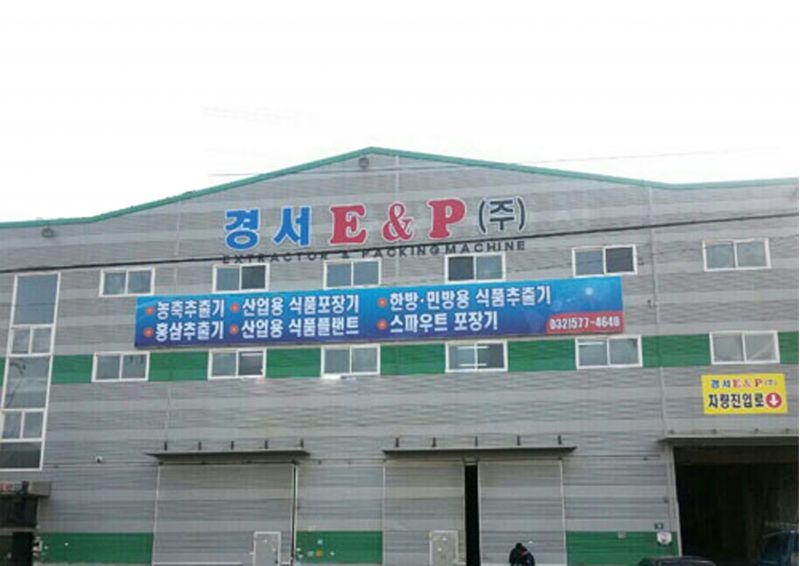 경서 E & P (주)
EXTRACTOR & PACKING MACHINE
농축추출기 산업용 식품포장기 한방·민방용 식품추출기
홍삼추출기 산업용 식품플랜트 스파우트 포장기 032)577-4640
경서 E & P (주)
차량진입로